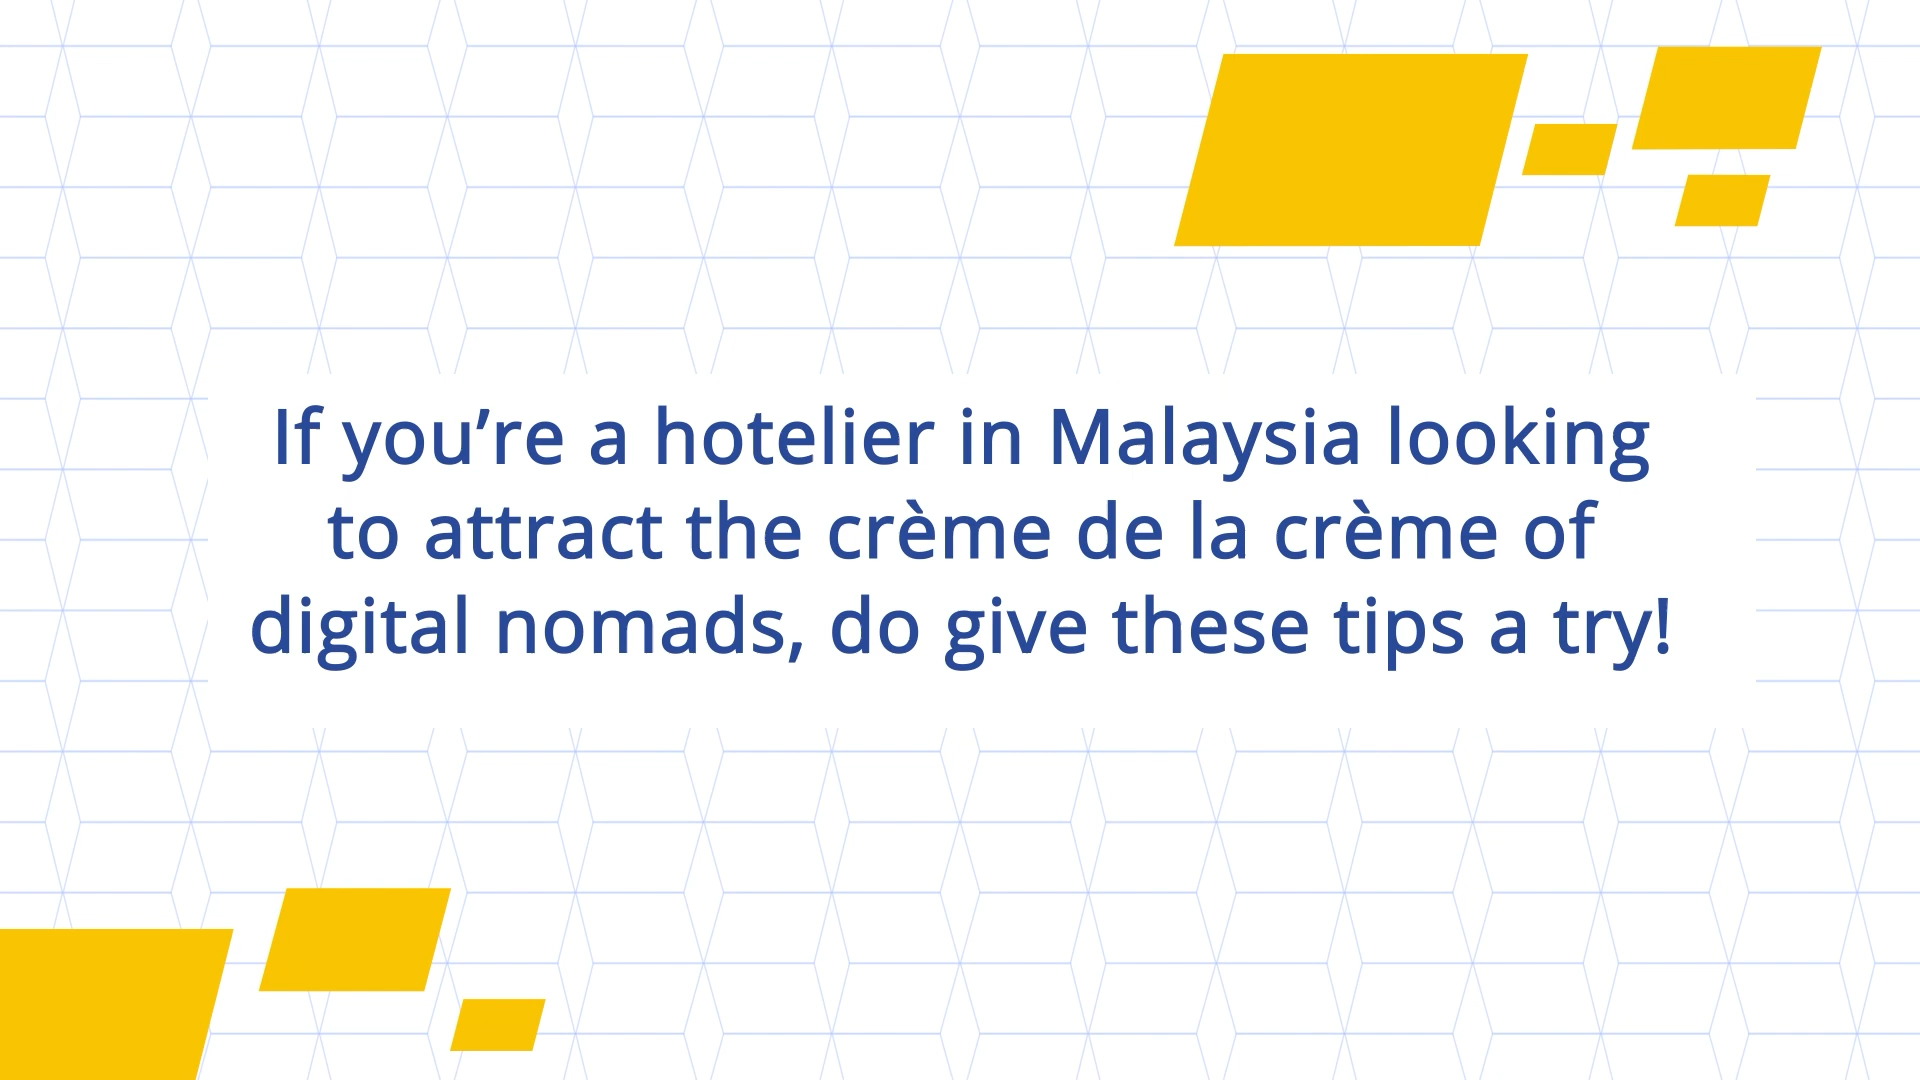 If you’re a hotelier in Malaysia looking
to attract the crème de la crème of
digital nomads, do give these tips a try!